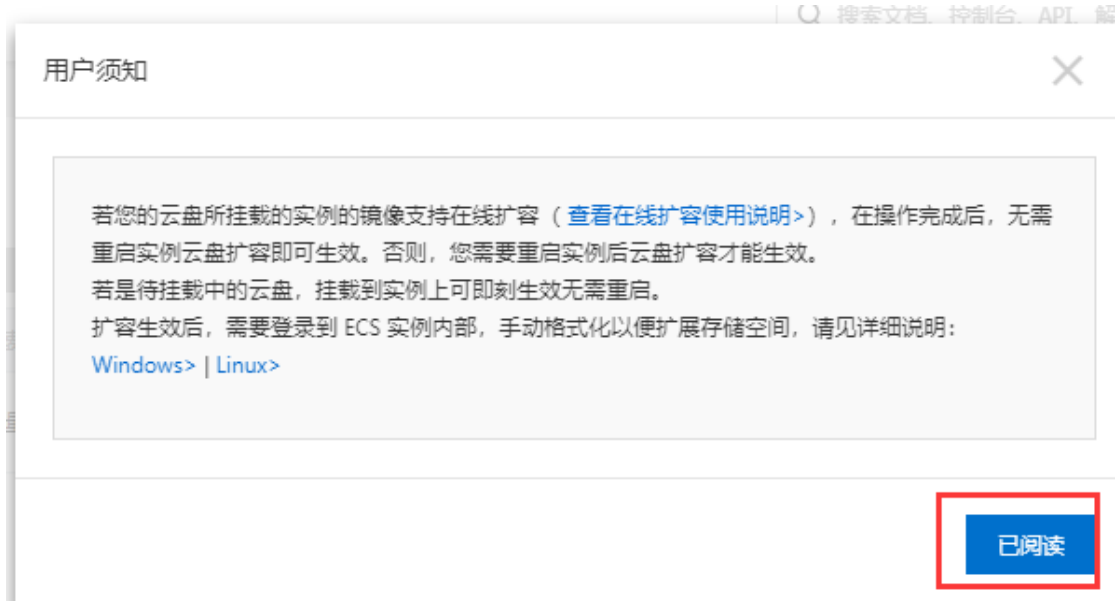 搜索文档、控制台、API、解
用户须知
若您的云盘所挂载的实例的镜像支持在线扩容（查看在线扩容使用说明>），在操作完成后，无需
重启实例云盘扩容即可生效。否则，您需要重启实例后云盘扩容才能生效。
若是待挂载中的云盘，挂载到实例上可即刻生效无需重启。
扩容生效后，需要登录到 ECS 实例内部，手动格式化以便扩展存储空间，请见详细说明：
Windows> | Linux>
已阅读